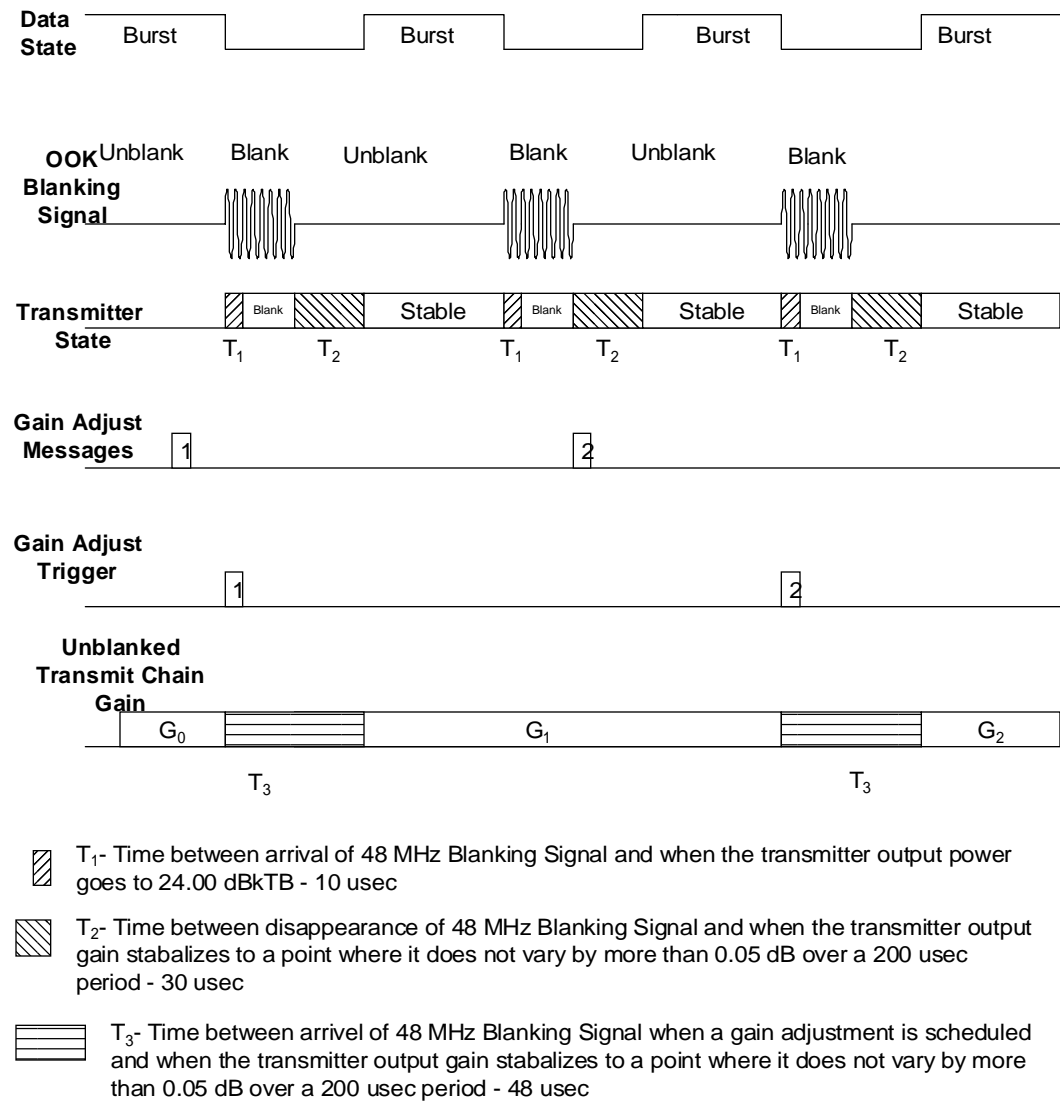 Data
State
Burst
Burst
Burst
Burst
OOK
Blanking
Signal
Unblank
Blank
Unblank
Blank
Unblank
Blank
Transmitter
State
Blank
Stable
Blank
Stable
Blank
Stable
T₁
T₂
T₁
T₂
T₁
T₂
Gain Adjust
Messages
1
2
Gain Adjust
Trigger
1
2
Unblanked
Transmit Chain
Gain
G₀
G₁
G₂
T₃
T₃
T₁- Time between arrival of 48 MHz Blanking Signal and when the transmitter output power
goes to 24.00 dBkTB - 10 usec
T₂- Time between disappearance of 48 MHz Blanking Signal and when the transmitter output
gain stabalizes to a point where it does not vary by more than 0.05 dB over a 200 usec
period - 30 usec
T₃- Time between arrivel of 48 MHz Blanking Signal when a gain adjustment is scheduled
and when the transmitter output gain stabalizes to a point where it does not vary by more
than 0.05 dB over a 200 usec period - 48 usec